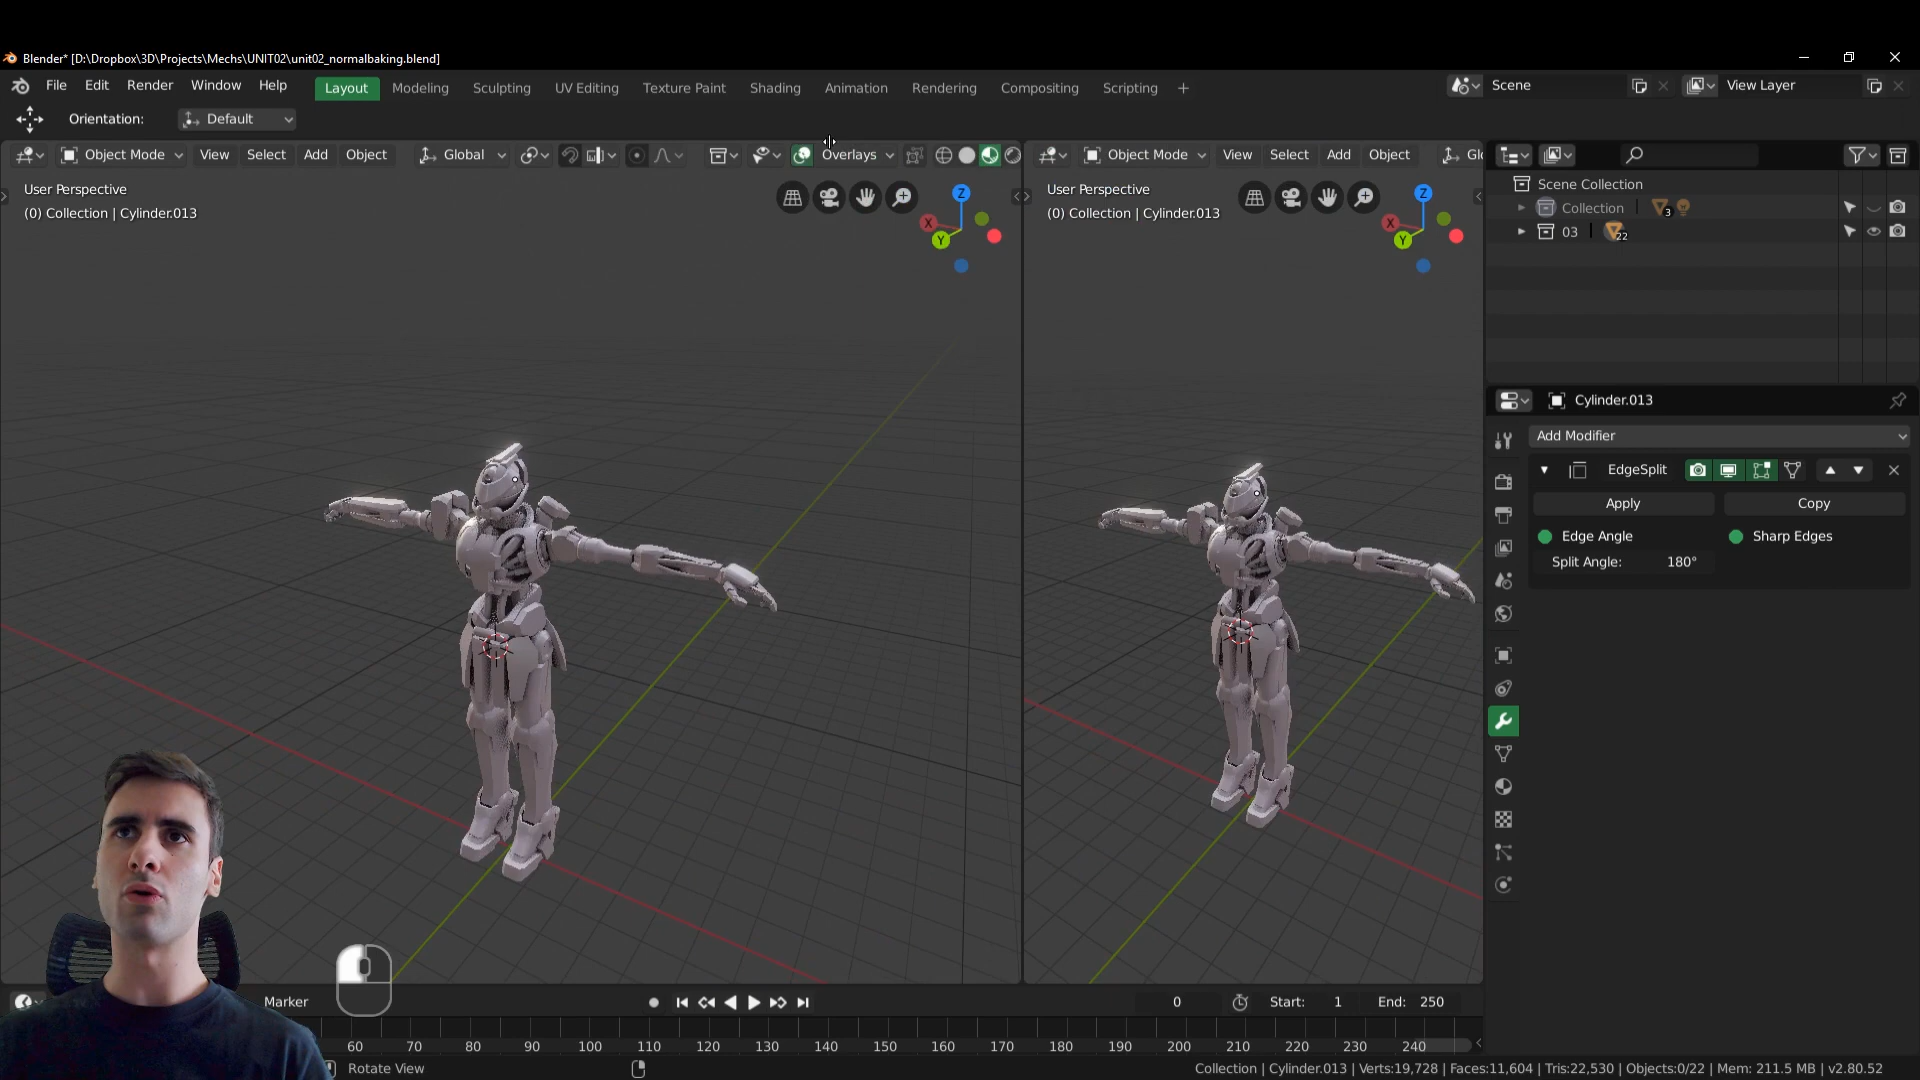 Blender* [D:\Dropbox\3D\Projects\Mechs\UNIT02\unit02_normalbaking.blend]
File Edit Render Window Help Layout Modeling Sculpting UV Editing Texture Paint Shading Animation Rendering Compositing Scripting + Scene View Layer
Orientation: Default
Object Mode View Select Add Object Global Overlays Object Mode View Select Add Object
User Perspective
(0) Collection | Cylinder.013
Z
X
Y
User Perspective
(0) Collection | Cylinder.013
Z
X
Y
Scene Collection
Collection 3
03 22
Cylinder.013
Add Modifier
EdgeSplit
Apply Copy
Edge Angle Sharp Edges
Split Angle: 180°
Marker 0 Start: 1 End: 250
60 70 80 90 100 110 120 130 140 150 160 170 180 190 200 210 220 230 240
Rotate View
Collection | Cylinder.013 | Verts:19,728 | Faces:11,604 | Tris:22,530 | Objects:0/22 | Mem: 211.5 MB | v2.80.52